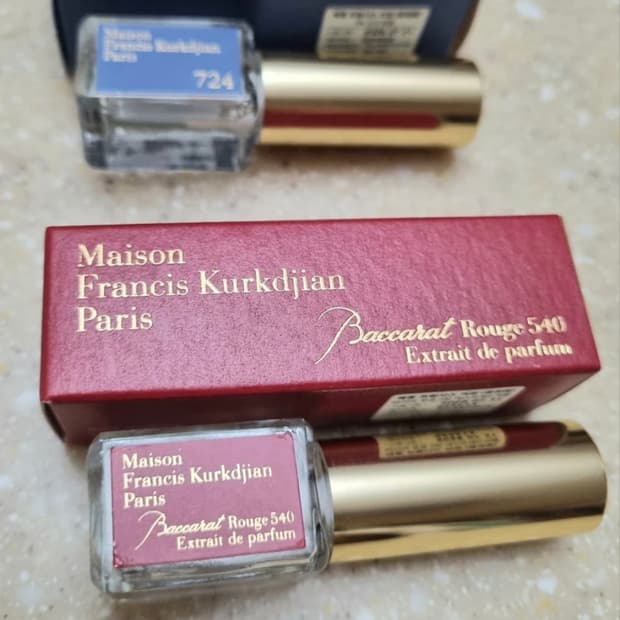 Maison
Francis Kurkdjian
Paris
724
Maison
Francis Kurkdjian
Paris
Baccarat Rouge 540
Extrait de parfum
Maison
Francis Kurkdjian
Paris
Baccarat Rouge 540
Extrait de parfum